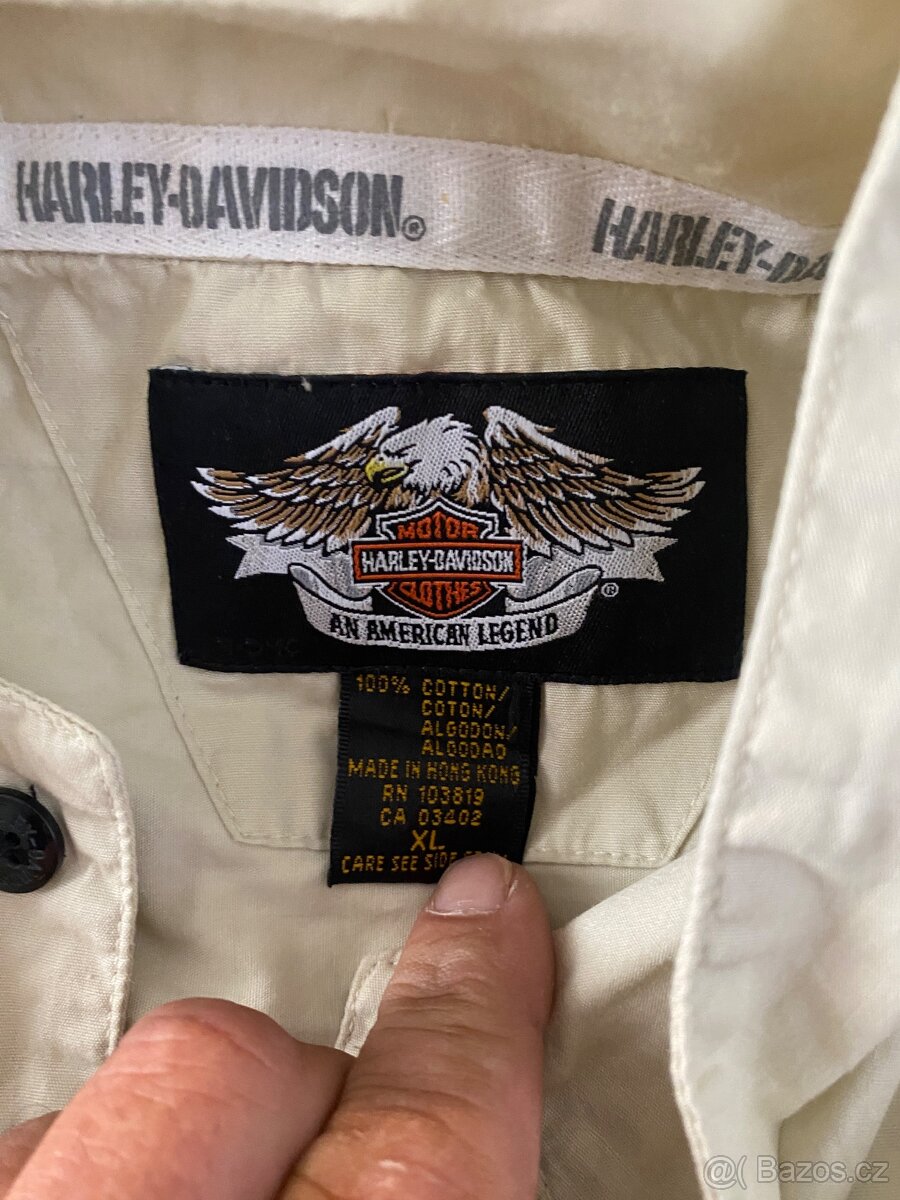 HARLEY-DAVIDSON®
HARLEY-DA
MOTOR
HARLEY-DAVIDSON
CLOTHES
®
AN AMERICAN LEGEND
100% COTTON/
COTON/
ALGODON/
ALGODAO
MADE IN HONG KONG
RN 103819
CA 03402
XL
CARE SEE SIDE
@( Bazos.cz